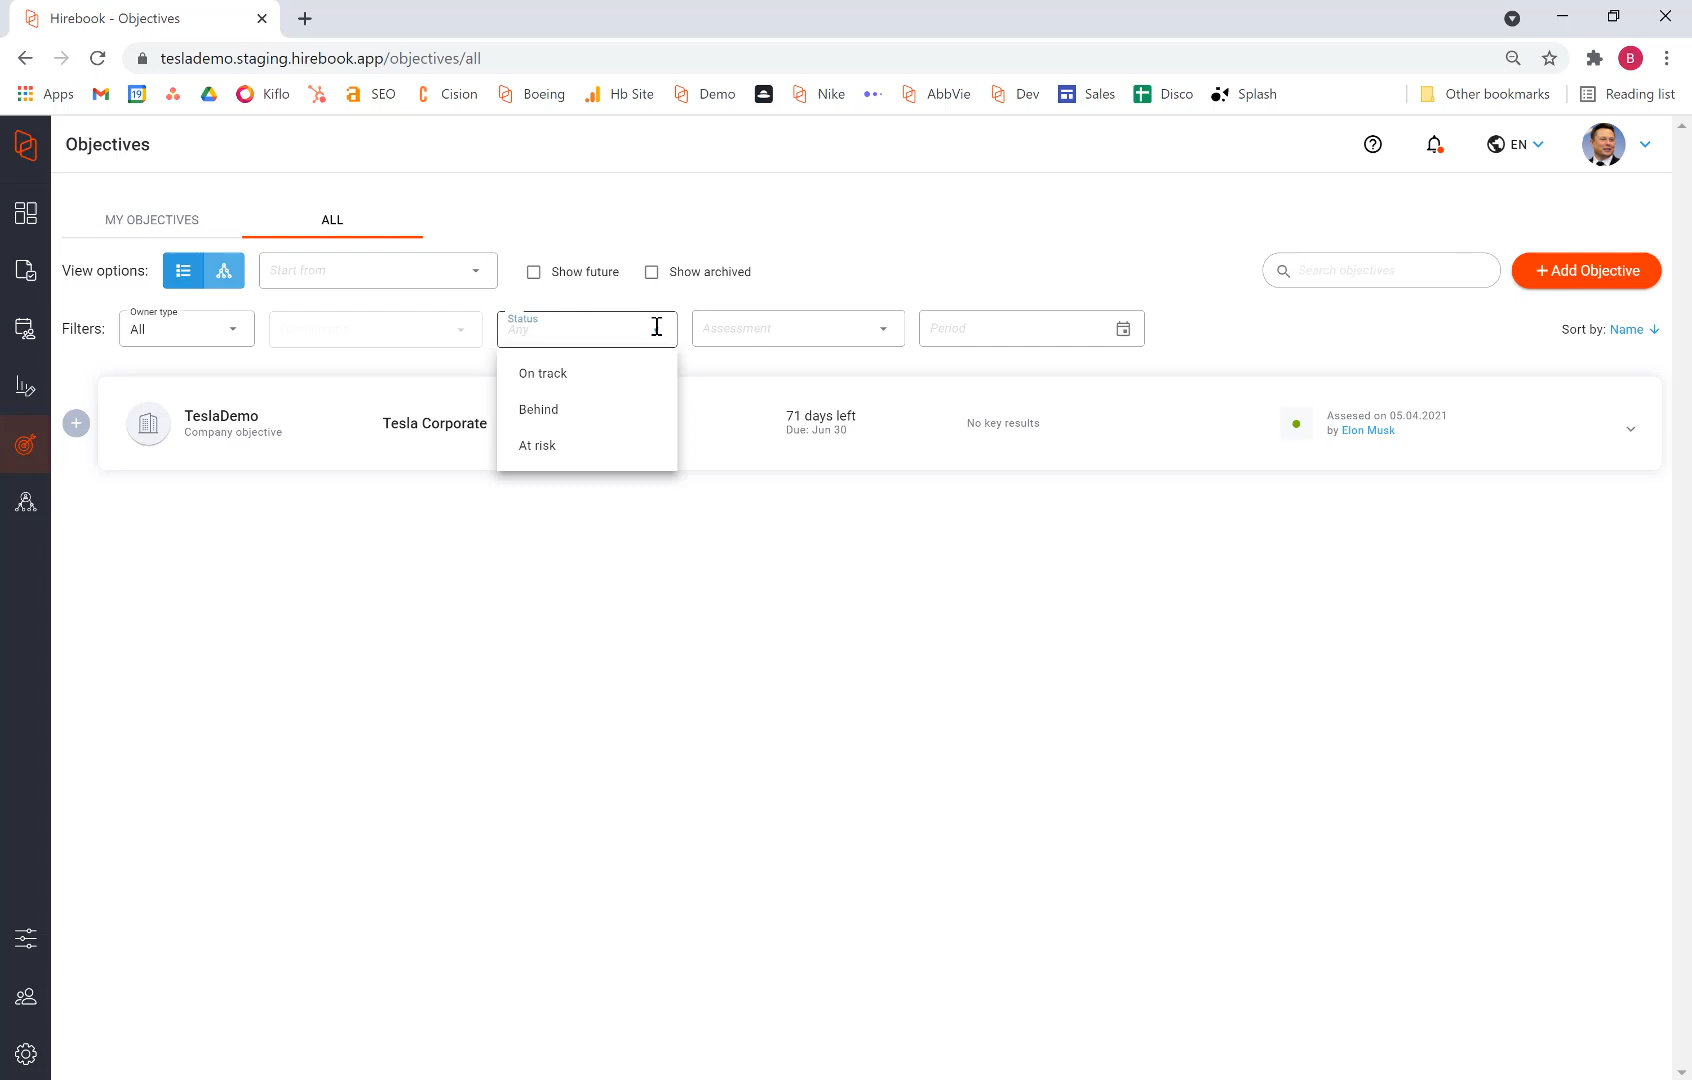 Hirebook - Objectives
teslademo.staging.hirebook.app/objectives/all
B
Apps
19
Kiflo
SEO
Cision
Boeing
Hb Site
Demo
Nike
AbbVie
Dev
Sales
Disco
Splash
Other bookmarks
Reading list
Objectives
EN
MY OBJECTIVES
ALL
View options:
Start from
Show future
Show archived
Search objectives
+ Add Objective
Filters:
Owner type
All
Status
Any
Assessment
Period
Sort by: Name
On track
Behind
At risk
TeslaDemo
Company objective
Tesla Corporate
71 days left
Due: Jun 30
No key results
Assesed on 05.04.2021
by Elon Musk